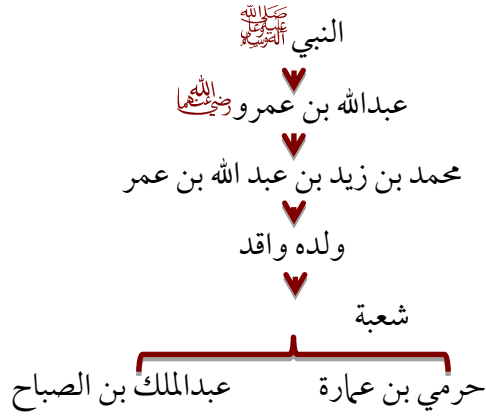 النبي ﷺ
عبدالله بن عمرو رضي الله عنهما
محمد بن زيد بن عبد الله بن عمر
ولده واقد
شعبة
حرمي بن عمارة عبدالملك بن الصباح